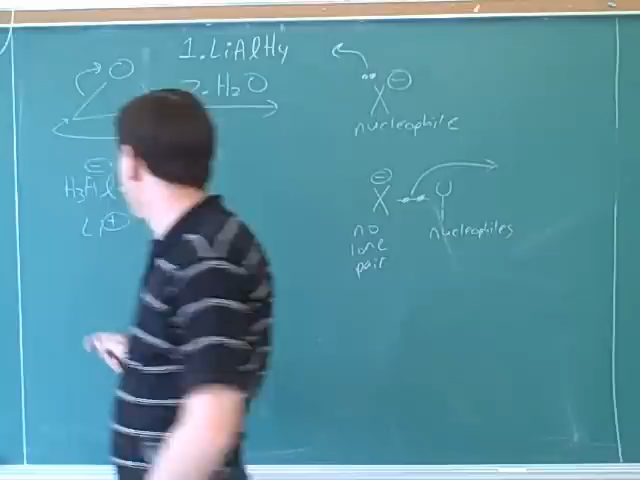 1. LiAlH4
2. H2O
O
⊖
H3Al
Li⊕
X ⊖
nucleophile
⊖
X Y
no
lone
pair
nucleophiles